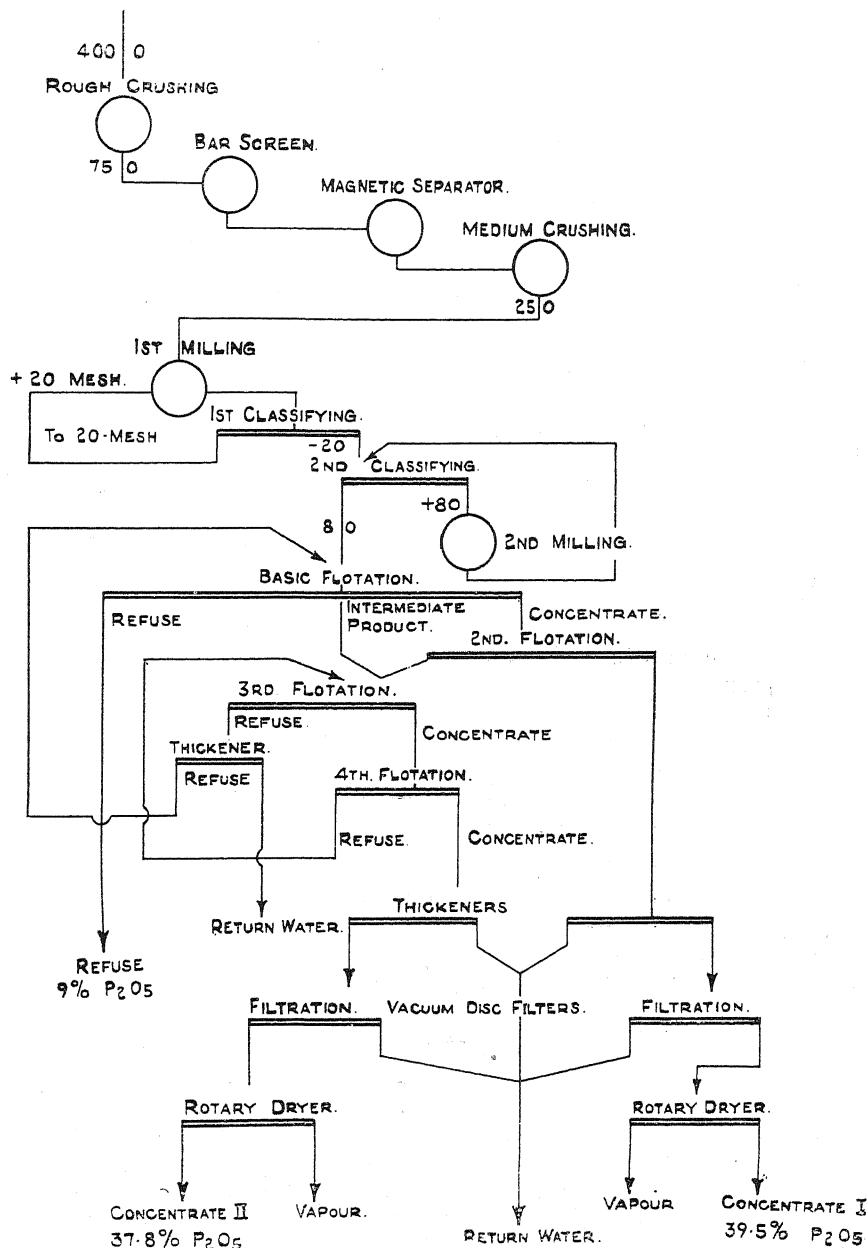 400 0
ROUGH CRUSHING
BAR SCREEN.
75 0
MAGNETIC SEPARATOR.
MEDIUM CRUSHING.
25 0
1ST MILLING
+ 20 MESH.
1ST CLASSIFYING.
TO 20-MESH
-20
2ND CLASSIFYING.
+80
8 0
2ND MILLING.
BASIC FLOTATION.
REFUSE
INTERMEDIATE
PRODUCT.
CONCENTRATE.
2ND. FLOTATION.
3RD FLOTATION.
REFUSE.
CONCENTRATE
THICKENER.
REFUSE
4TH. FLOTATION.
REFUSE.
CONCENTRATE.
THICKENERS
RETURN WATER.
REFUSE
9% P2O5
FILTRATION.
VACUUM DISC FILTERS.
FILTRATION.
ROTARY DRYER.
ROTARY DRYER.
CONCENTRATE II
37.8% P2O5
VAPOUR.
RETURN WATER.
VAPOUR
CONCENTRATE I
39.5% P2O5